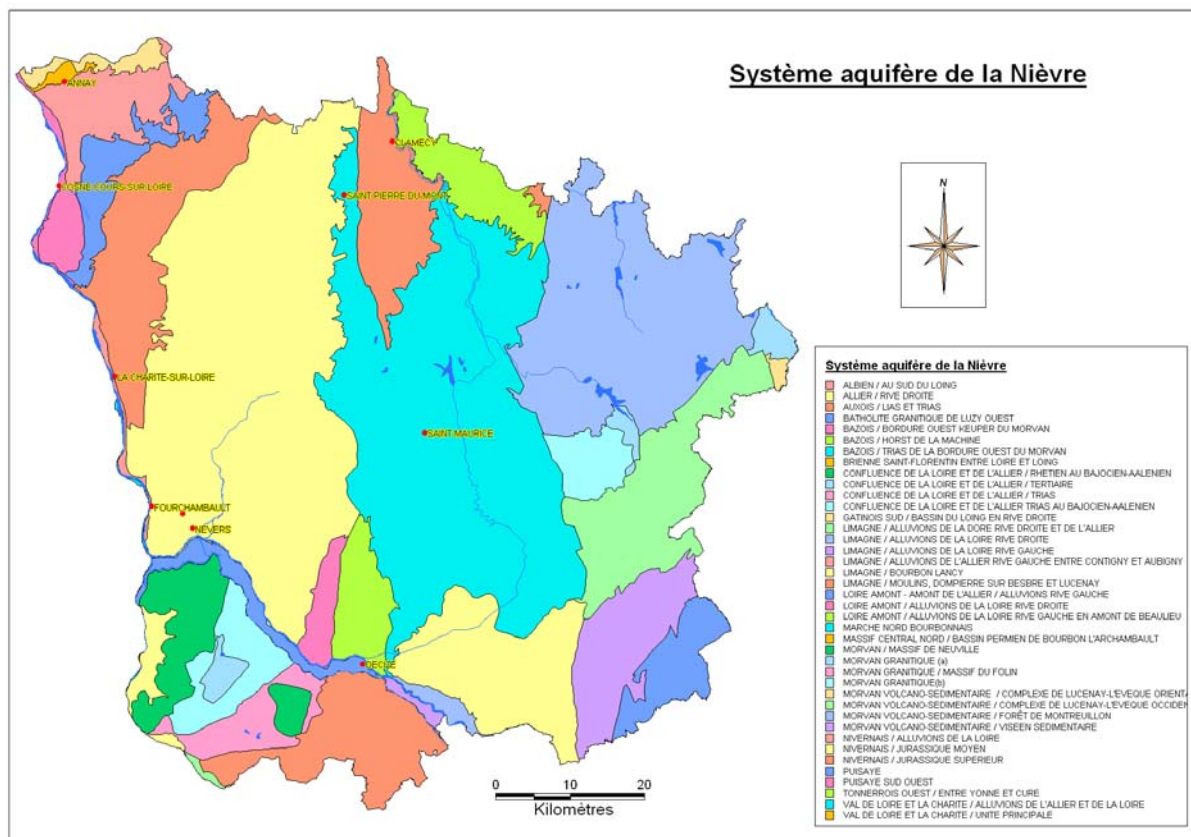 Système aquifère de la Nièvre
ANNAY
CLAMECY
COSNE-COURS-SUR-LOIRE
SAINT-PIERRE-DU-MONT
N
LA CHARITE-SUR-LOIRE
SAINT-MAURICE
FOURCHAMBAULT
NEVERS
DECIZE
0 10 20
Kilomètres
Système aquifère de la Nièvre
ALBIEN / AU SUD DU LOING
ALLIER / RIVE DROITE
AUXOIS / LIAS ET TRIAS
BATHOLITE GRANITIQUE DE LUZY OUEST
BAZOIS / BORDURE OUEST KEUPER DU MORVAN
BAZOIS / HORST DE LA MACHINE
BAZOIS / TRIAS DE LA BORDURE OUEST DU MORVAN
BRIENNE SAINT-FLORENTIN ENTRE LOIRE ET LOING
CONFLUENCE DE LA LOIRE ET DE L'ALLIER / RHETIEN AU BAJOCIEN-AALENIEN
CONFLUENCE DE LA LOIRE ET DE L'ALLIER / TERTIAIRE
CONFLUENCE DE LA LOIRE ET DE L'ALLIER / TRIAS
CONFLUENCE DE LA LOIRE ET DE L'ALLIER TRIAS AU BAJOCIEN-AALENIEN
GATINOIS SUD / BASSIN DU LOING EN RIVE DROITE
LIMAGNE / ALLUVIONS DE LA DORE RIVE DROITE ET DE L'ALLIER
LIMAGNE / ALLUVIONS DE LA LOIRE RIVE DROITE
LIMAGNE / ALLUVIONS DE LA LOIRE RIVE GAUCHE
LIMAGNE / ALLUVIONS DE L'ALLIER RIVE GAUCHE ENTRE CONTIGNY ET AUBIGNY
LIMAGNE / BOURBON LANCY
LIMAGNE / MOULINS, DOMPIERRE SUR BESBRE ET LUCENAY
LOIRE AMONT - AMONT DE L'ALLIER / ALLUVIONS RIVE GAUCHE
LOIRE AMONT / ALLUVIONS DE LA LOIRE RIVE DROITE
LOIRE AMONT / ALLUVIONS DE LA LOIRE RIVE GAUCHE EN AMONT DE BEAULIEU
MARCHE NORD BOURBONNAIS
MASSIF CENTRAL NORD / BASSIN PERMIEN DE BOURBON L'ARCHAMBAULT
MORVAN / MASSIF DE NEUVILLE
MORVAN GRANITIQUE (a)
MORVAN GRANITIQUE / MASSIF DU FOLIN
MORVAN GRANITIQUE(b)
MORVAN VOLCANO-SEDIMENTAIRE / COMPLEXE DE LUCENAY-L'EVEQUE ORIENTA
MORVAN VOLCANO-SEDIMENTAIRE / COMPLEXE DE LUCENAY-L'EVEQUE OCCIDEN
MORVAN VOLCANO-SEDIMENTAIRE / FORÊT DE MONTREUILLON
MORVAN VOLCANO-SEDIMENTAIRE / VISEEN SEDIMENTAIRE
NIVERNAIS / ALLUVIONS DE LA LOIRE
NIVERNAIS / JURASSIQUE MOYEN
NIVERNAIS / JURASSIQUE SUPERIEUR
PUISAYE
PUISAYE SUD OUEST
TONNERROIS OUEST / ENTRE YONNE ET CURE
VAL DE LOIRE ET LA CHARITE / ALLUVIONS DE L'ALLIER ET DE LA LOIRE
VAL DE LOIRE ET LA CHARITE / UNITE PRINCIPALE